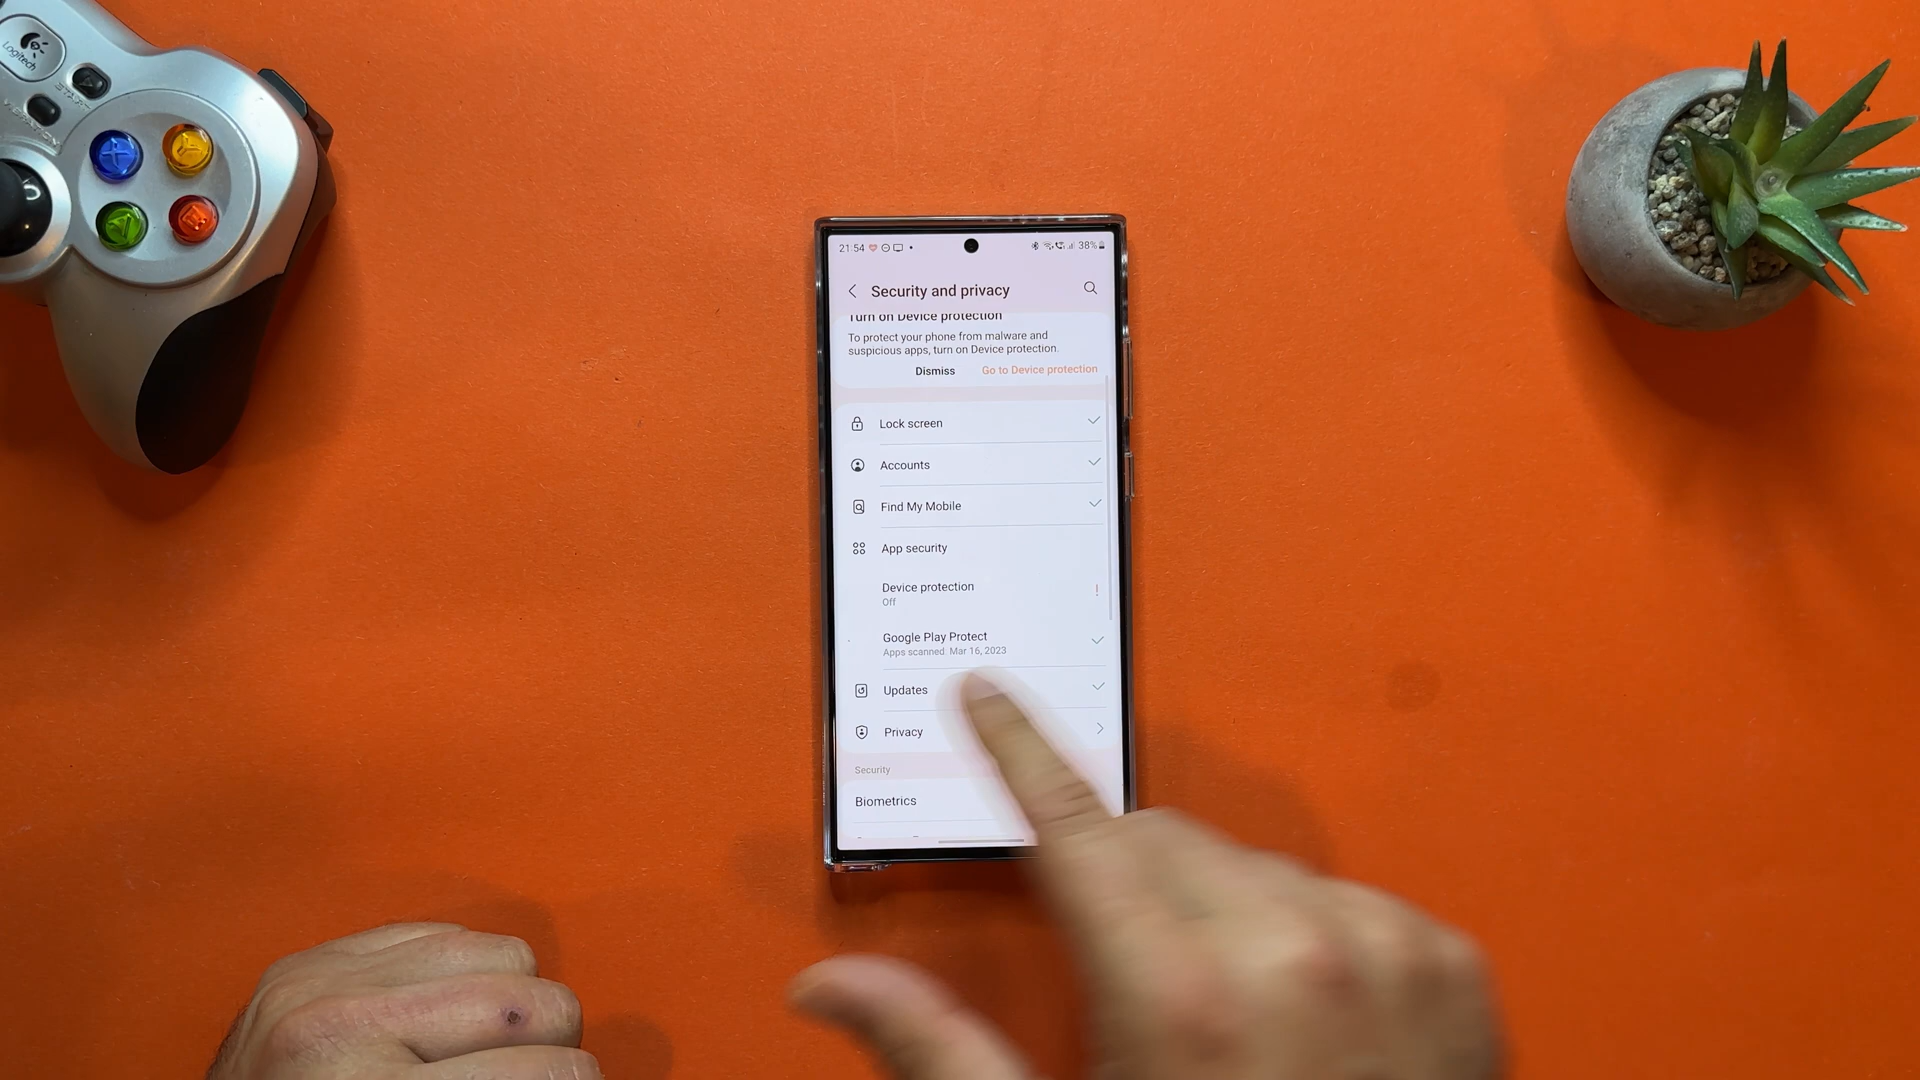 Logitech
X
Y
21:54
38%
Security and privacy
Turn on Device protection
To protect your phone from malware and
suspicious apps, turn on Device protection.
Dismiss
Go to Device protection
Lock screen
Accounts
Find My Mobile
App security
Device protection
Off
Google Play Protect
Apps scanned: Mar 16, 2023
Updates
Privacy
Security
Biometrics